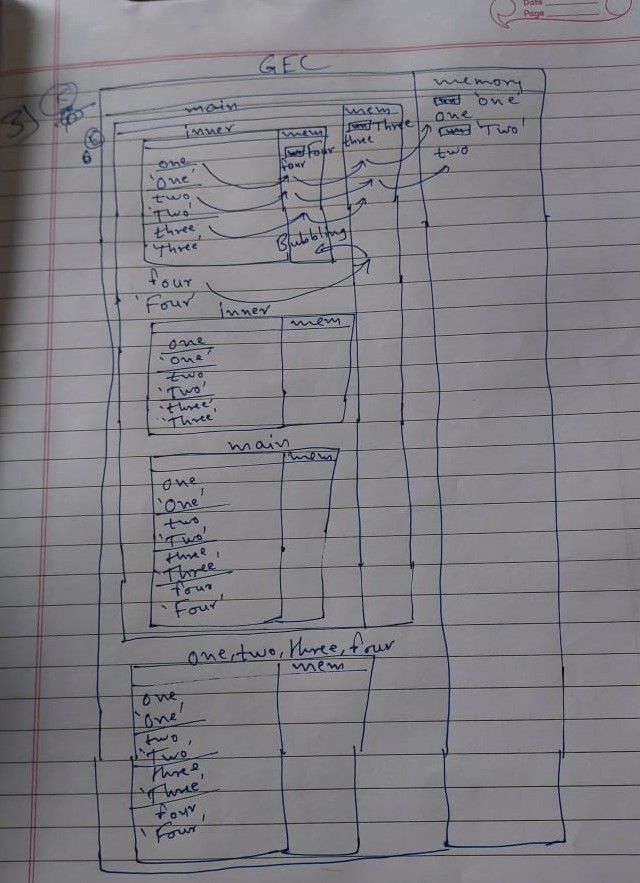 Date
Page
3)
GEC
memory
'one'
one
'Two'
two
main
mem
Three
three
inner
mem
Four
four
one
'One'
two
'Two'
three
'Three'
Bubbling
four
'Four'
inner
mem
one
'one'
two
'Two'
'three'
'Three'
main
mem
one
'One'
two
'Two'
three
Three
four
'Four'
one, two, three, four
mem
one
'One'
two
'Two'
three
'Three'
four
'Four'